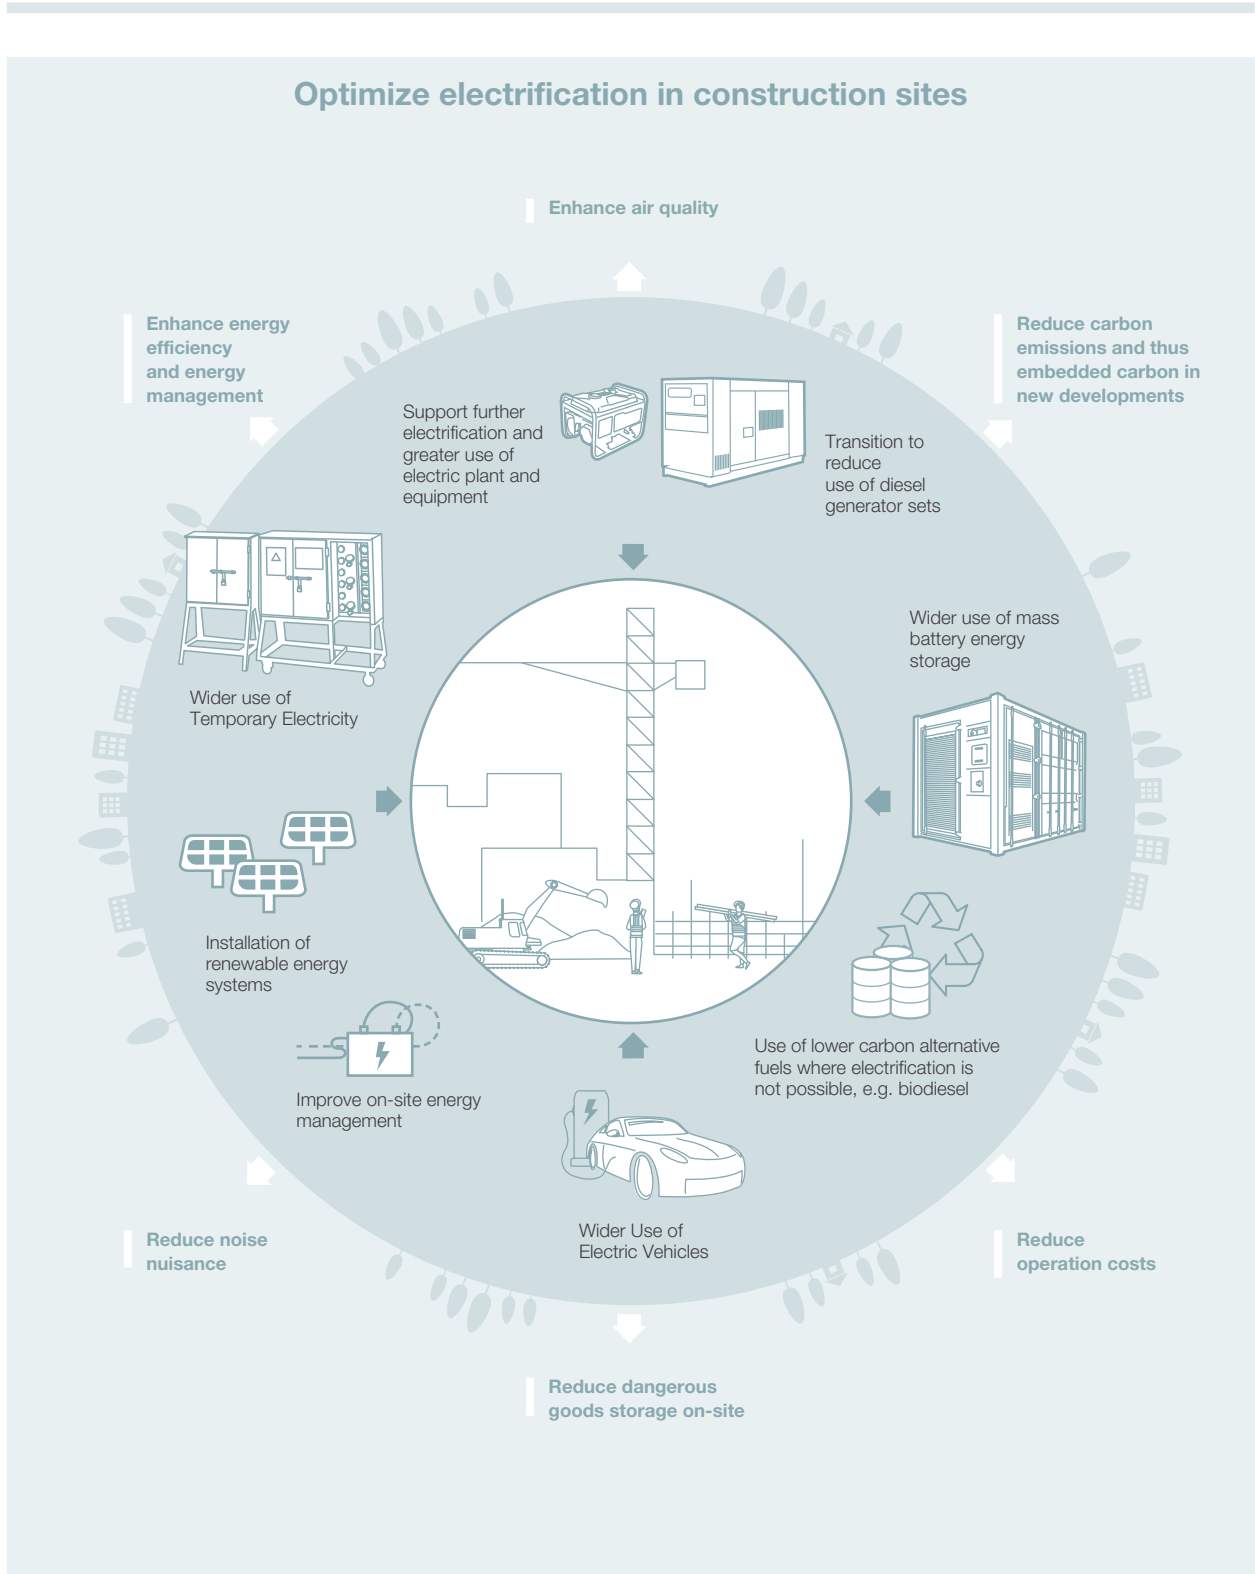 Optimize electrification in construction sites
Enhance air quality
Enhance energy
efficiency
and energy
management
Reduce carbon
emissions and thus
embedded carbon in
new developments
Support further
electrification and
greater use of
electric plant and
equipment
Transition to
reduce
use of diesel
generator sets
Wider use of
Temporary Electricity
Wider use of mass
battery energy
storage
Installation of
renewable energy
systems
Improve on-site energy
management
Use of lower carbon alternative
fuels where electrification is
not possible, e.g. biodiesel
Wider Use of
Electric Vehicles
Reduce noise
nuisance
Reduce
operation costs
Reduce dangerous
goods storage on-site